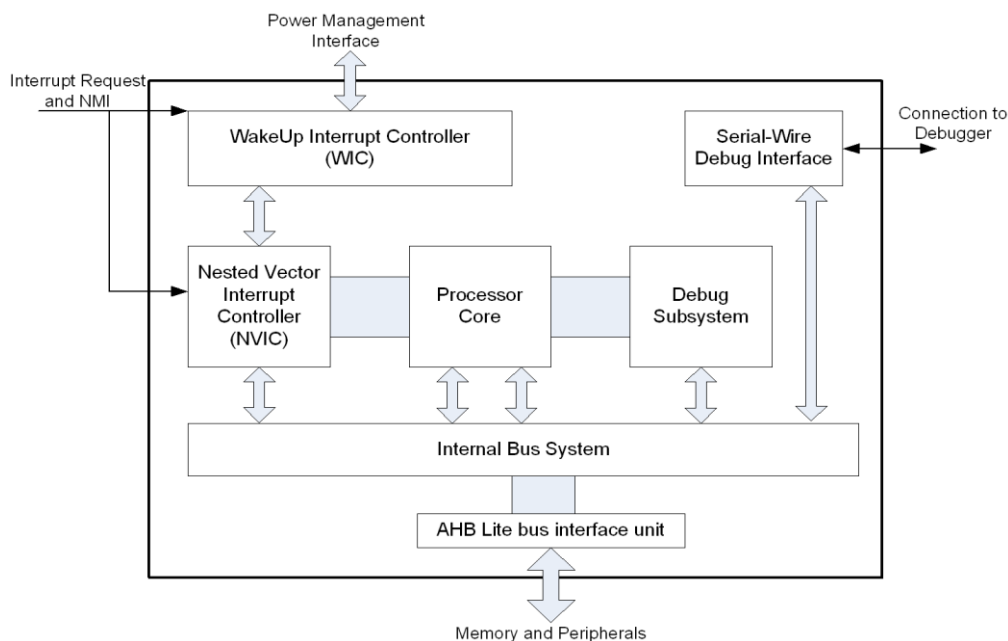 Power Management
Interface
Interrupt Request
and NMI
WakeUp Interrupt Controller
(WIC)
Serial-Wire
Debug Interface
Connection to
Debugger
Nested Vector
Interrupt
Controller
(NVIC)
Processor
Core
Debug
Subsystem
Internal Bus System
AHB Lite bus interface unit
Memory and Peripherals